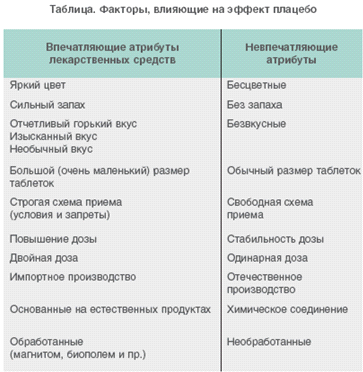 Таблица. Факторы, влияющие на эффект плацебо
Впечатляющие атрибуты
лекарственных средств
Невпечатляющие
атрибуты
Яркий цвет
Бесцветные
Сильный запах
Без запаха
Отчетливый горький вкус
Безвкусные
Изысканный вкус
Необычный вкус
Большой (очень маленький) размер
таблеток
Обычный размер таблеток
Строгая схема приема
(условия и запреты)
Свободная схема
приема
Повышение дозы
Стабильность дозы
Двойная доза
Одинарная доза
Импортное производство
Отечественное
производство
Основанные на естественных продуктах
Химическое соединение
Обработанные
(магнитом, биополем и пр.)
Необработанные